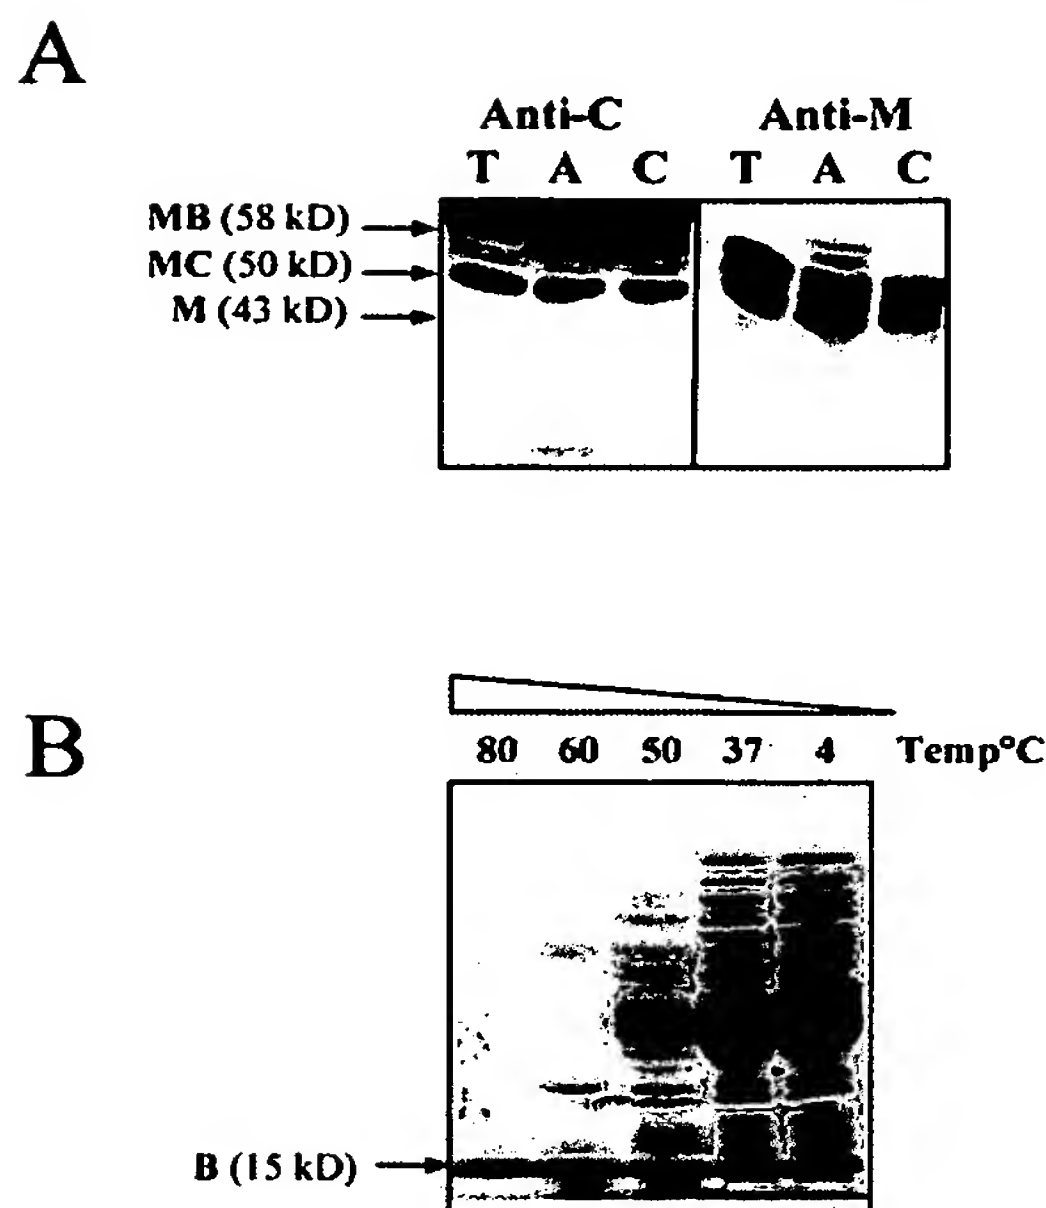 A
Anti-C Anti-M
T A C T A C
MB (58 kD)
MC (50 kD)
M (43 kD)
B
80 60 50 37 4 Temp°C
B (15 kD)